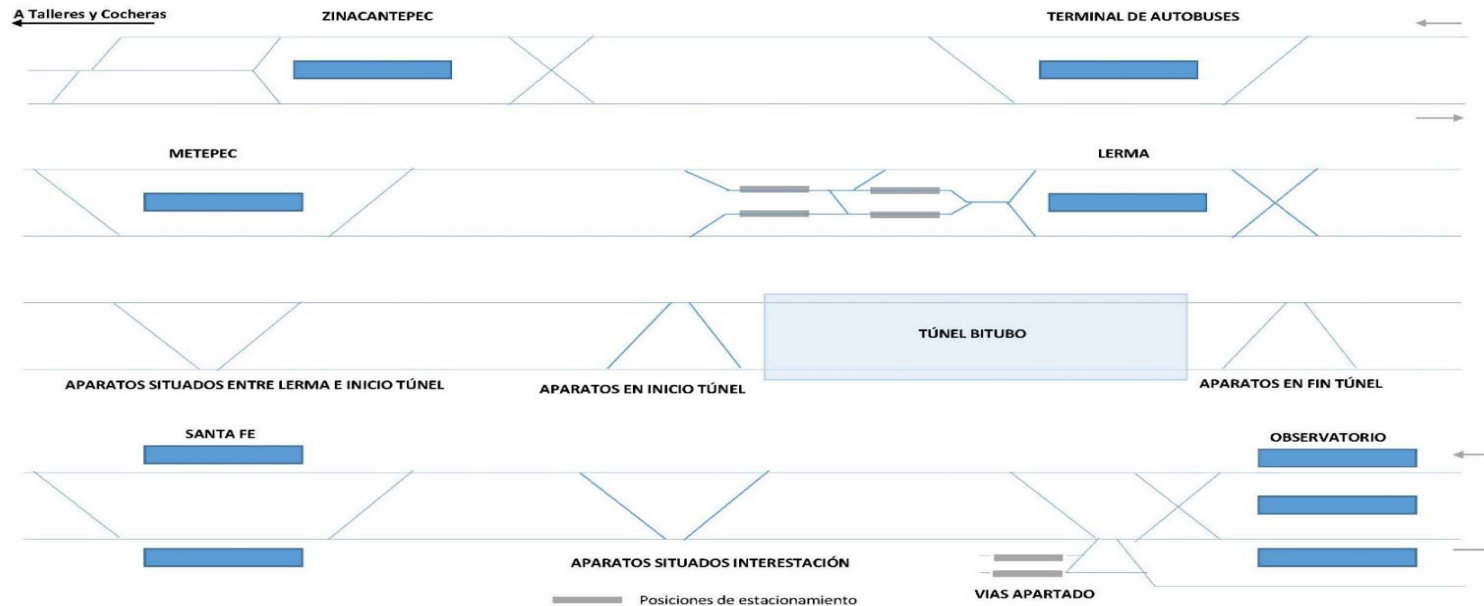 A Talleres y Cocheras
ZINACANTEPEC
TERMINAL DE AUTOBUSES
METEPEC
LERMA
TÚNEL BITUBO
APARATOS SITUADOS ENTRE LERMA E INICIO TÚNEL
APARATOS EN INICIO TÚNEL
APARATOS EN FIN TÚNEL
SANTA FE
OBSERVATORIO
APARATOS SITUADOS INTERESTACIÓN
VIAS APARTADO
Posiciones de estacionamiento